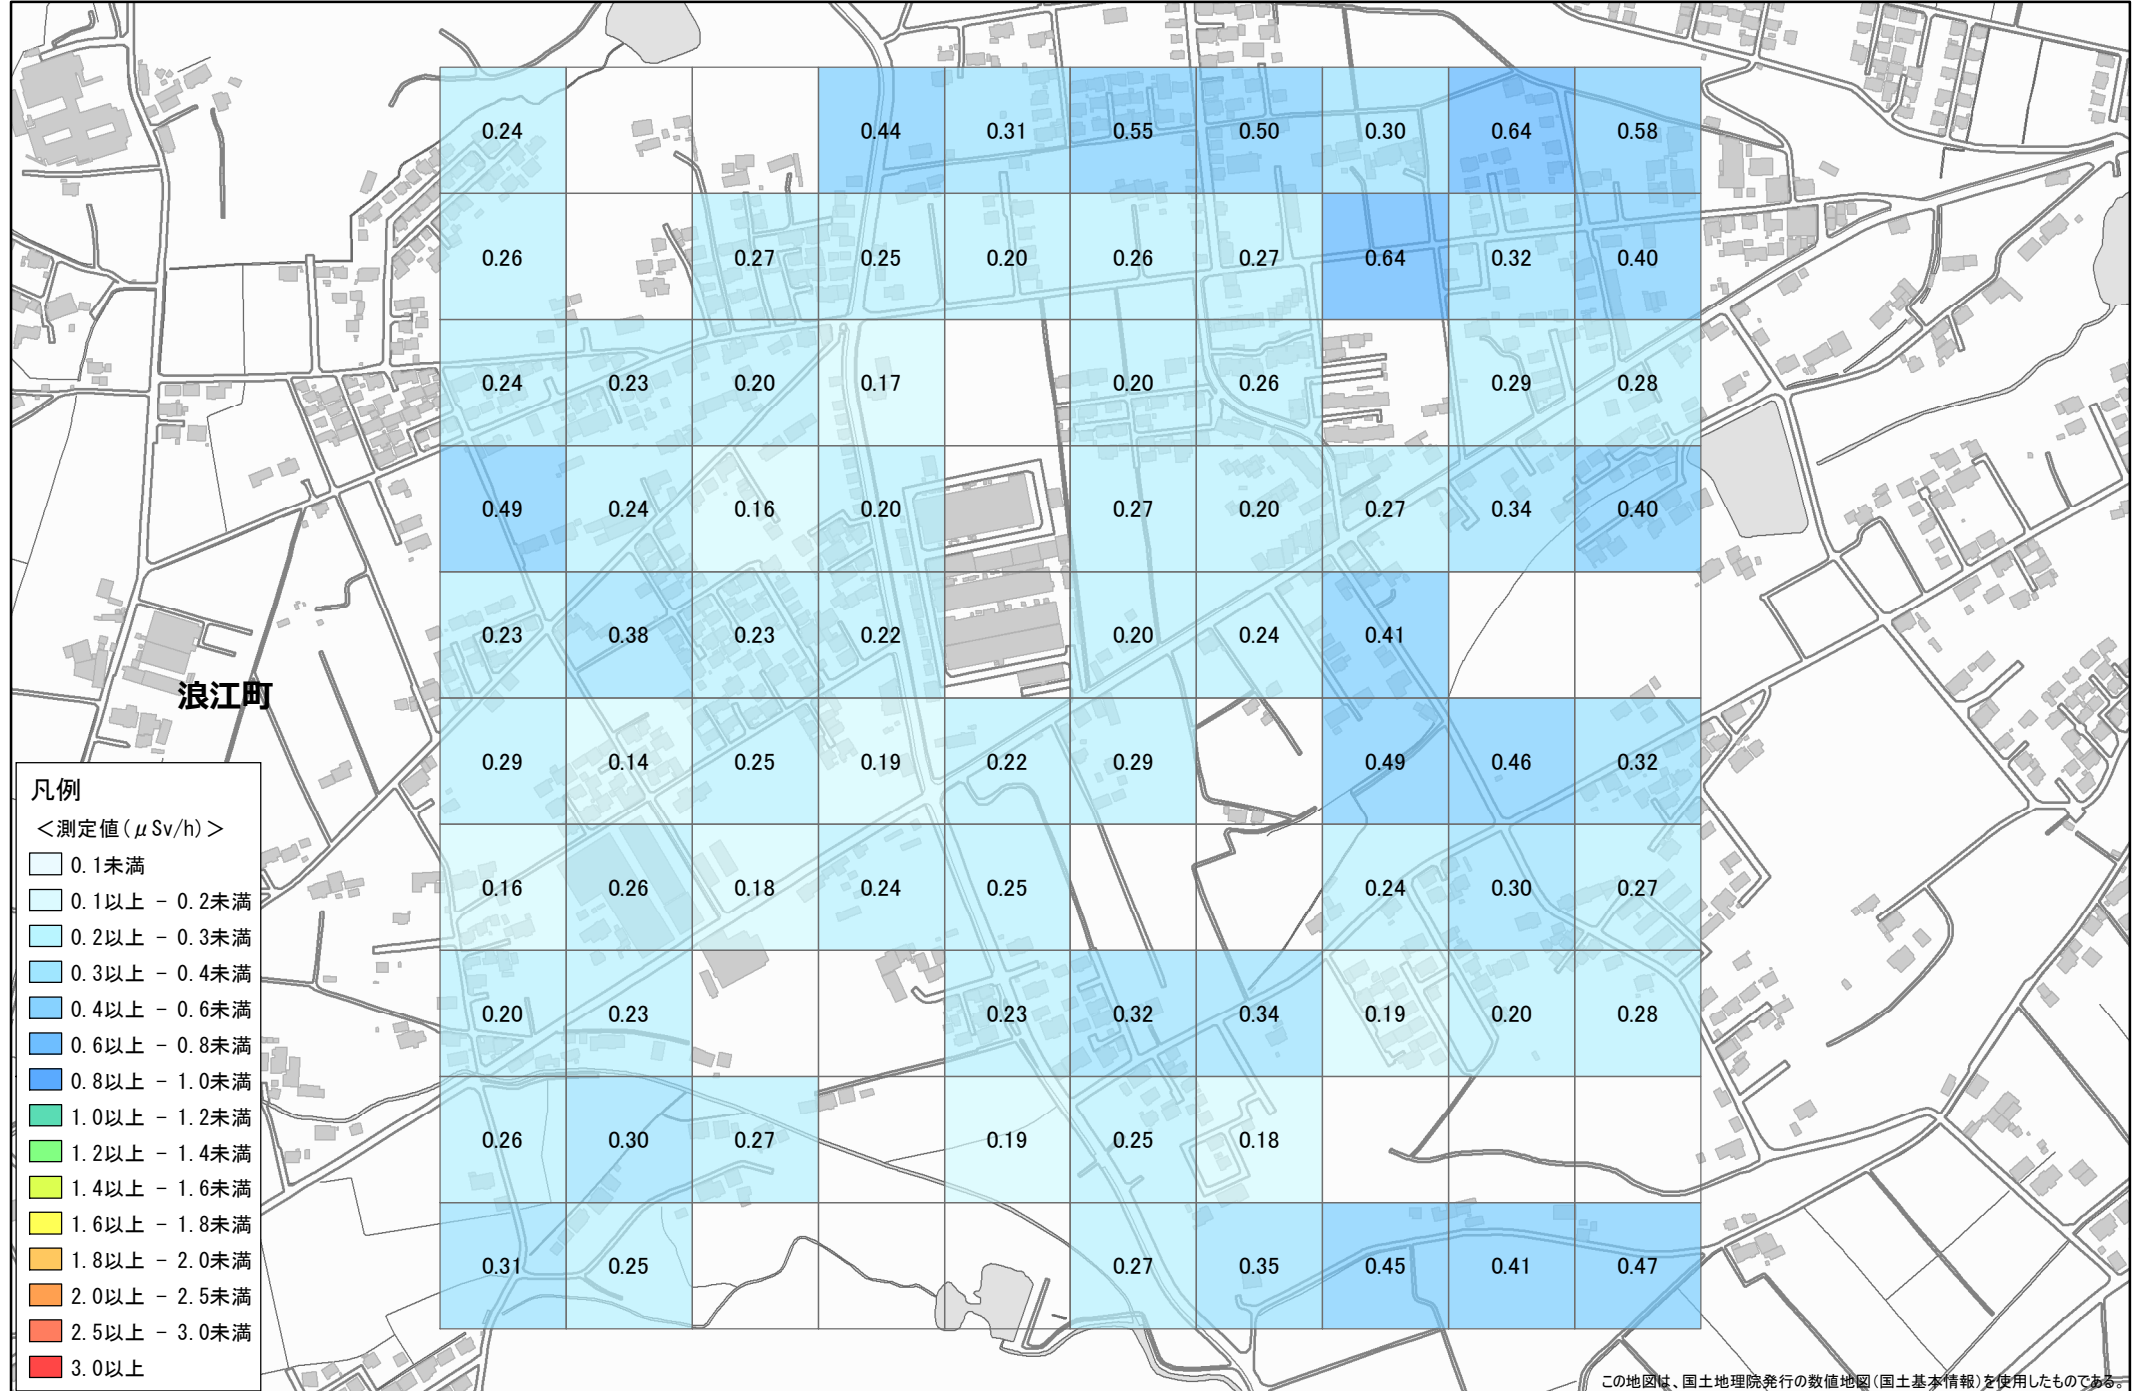 0.24 0.44 0.31 0.55 0.50 0.30 0.64 0.58
0.26 0.27 0.25 0.20 0.26 0.27 0.64 0.32 0.40
0.24 0.23 0.20 0.17 0.20 0.26 0.29 0.28
0.49 0.24 0.16 0.20 0.27 0.20 0.27 0.34 0.40
0.23 0.38 0.23 0.22 0.20 0.24 0.41
浪江町
0.29 0.14 0.25 0.19 0.22 0.29 0.49 0.46 0.32
0.16 0.26 0.18 0.24 0.25 0.24 0.30 0.27
0.20 0.23 0.23 0.32 0.34 0.19 0.20 0.28
0.26 0.30 0.27 0.19 0.25 0.18
0.31 0.25 0.27 0.35 0.45 0.41 0.47
凡例
＜測定値(μSv/h)＞
0.1未満
0.1以上 - 0.2未満
0.2以上 - 0.3未満
0.3以上 - 0.4未満
0.4以上 - 0.6未満
0.6以上 - 0.8未満
0.8以上 - 1.0未満
1.0以上 - 1.2未満
1.2以上 - 1.4未満
1.4以上 - 1.6未満
1.6以上 - 1.8未満
1.8以上 - 2.0未満
2.0以上 - 2.5未満
2.5以上 - 3.0未満
3.0以上
この地図は、国土地理院発行の数値地図(国土基本情報)を使用したものである。